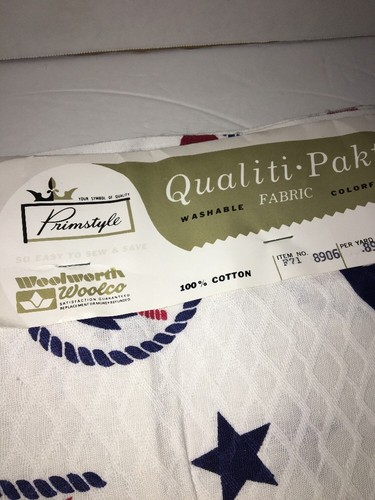 YOUR SYMBOL OF QUALITY
Primstyle
SO EASY TO SEW & SAVE
Woolworth
Woolco
SATISFACTION GUARANTEED
REPLACEMENT OR MONEY REFUNDED.
Qualiti·Pakt
WASHABLE FABRIC COLORF
100% COTTON
ITEM NO.
271 8906
PER YARD